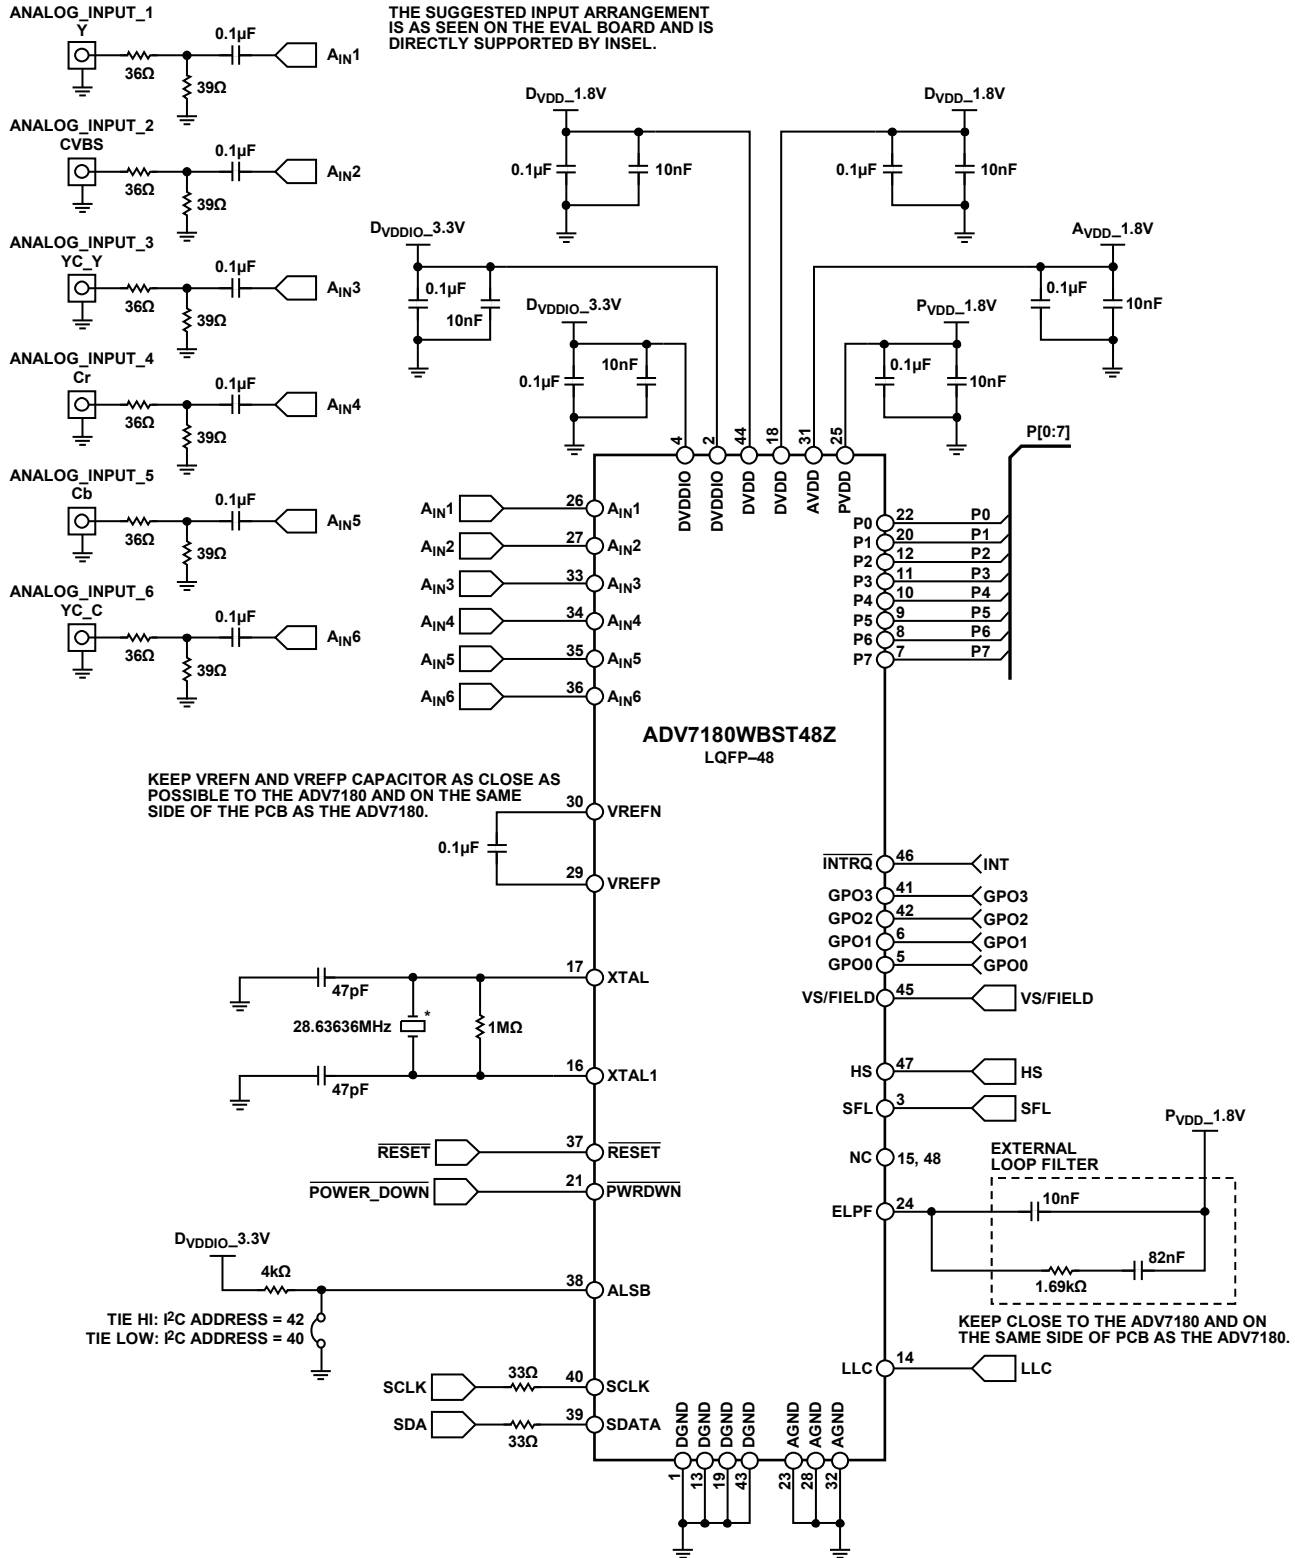 ANALOG_INPUT_1
Y
0.1µF
36Ω
39Ω
AIN1
THE SUGGESTED INPUT ARRANGEMENT
IS AS SEEN ON THE EVAL BOARD AND IS
DIRECTLY SUPPORTED BY INSEL.
ANALOG_INPUT_2
CVBS
0.1µF
36Ω
39Ω
AIN2
ANALOG_INPUT_3
YC_Y
0.1µF
36Ω
39Ω
AIN3
ANALOG_INPUT_4
Cr
0.1µF
36Ω
39Ω
AIN4
ANALOG_INPUT_5
Cb
0.1µF
36Ω
39Ω
AIN5
ANALOG_INPUT_6
YC_C
0.1µF
36Ω
39Ω
AIN6
DVDD_1.8V
0.1µF
10nF
DVDD_1.8V
0.1µF
10nF
DVDDIO_3.3V
0.1µF
10nF
DVDDIO_3.3V
0.1µF
10nF
AVDD_1.8V
0.1µF
10nF
PVDD_1.8V
0.1µF
10nF
4
2
44
18
31
25
DVDDIO
DVDDIO
DVDD
DVDD
AVDD
PVDD
P[0:7]
AIN1
26
AIN1
AIN2
27
AIN2
AIN3
33
AIN3
AIN4
34
AIN4
AIN5
35
AIN5
AIN6
36
AIN6
P0
22
P0
P1
20
P1
P2
12
P2
P3
11
P3
P4
10
P4
P5
9
P5
P6
8
P6
P7
7
P7
ADV7180WBST48Z
LQFP–48
KEEP VREFN AND VREFP CAPACITOR AS CLOSE AS
POSSIBLE TO THE ADV7180 AND ON THE SAME
SIDE OF THE PCB AS THE ADV7180.
30
VREFN
0.1µF
29
VREFP
INTRQ
46
INT
GPO3
41
GPO3
GPO2
42
GPO2
GPO1
6
GPO1
GPO0
5
GPO0
VS/FIELD
45
VS/FIELD
17
XTAL
47pF
28.63636MHz
*
1MΩ
16
XTAL1
47pF
HS
47
HS
SFL
3
SFL
RESET
37
RESET
POWER_DOWN
21
PWRDWN
NC
15, 48
PVDD_1.8V
EXTERNAL
LOOP FILTER
ELPF
24
10nF
82nF
1.69kΩ
KEEP CLOSE TO THE ADV7180 AND ON
THE SAME SIDE OF PCB AS THE ADV7180.
DVDDIO_3.3V
4kΩ
38
ALSB
TIE HI: I2C ADDRESS = 42
TIE LOW: I2C ADDRESS = 40
LLC
14
LLC
SCLK
33Ω
40
SCLK
SDA
33Ω
39
SDATA
DGND
DGND
DGND
DGND
AGND
AGND
AGND
1
13
19
43
23
28
32